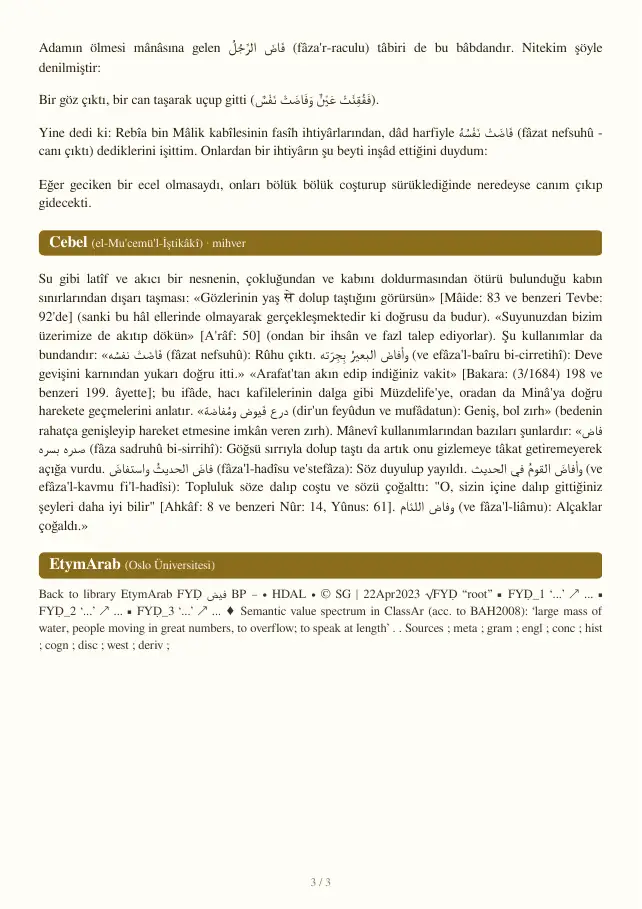 Adamın ölmesi mânâsına gelen فَاضَ الرَّجُلُ (fâza'r-raculu) tâbiri de bu bâbdandır. Nitekim şöyle
denilmiştir:
Bir göz çıktı, bir can taşarak uçup gitti (فَفُقِئَتْ عَيْنٌ وَفَاضَتْ نَفْسٌ).
Yine dedi ki: Rebîa bin Mâlik kabîlesinin fasîh ihtiyârlarından, dâd harfiyle فَاضَتْ نَفْسُهُ (fâzat nefsuhû -
canı çıktı) dediklerini işittim. Onlardan bir ihtiyârın şu beyti inşâd ettiğini duydum:
Eğer geciken bir ecel olmasaydı, onları bölük bölük coşturup sürüklediğinde neredeyse canım çıkıp
gidecekti.
Cebel (el-Mu'cemü'l-İştikâkî) · mihver
Su gibi latîf ve akıcı bir nesnenin, çokluğundan ve kabını doldurmasından ötürü bulunduğu kabın
sınırlarından dışarı taşması: «Gözlerinin yaş से dolup taştığını görürsün» [Mâide: 83 ve benzeri Tevbe:
92'de] (sanki bu hâl ellerinde olmayarak gerçekleşmektedir ki doğrusu da budur). «Suyunuzdan bizim
üzerimize de akıtıp dökün» [A'râf: 50] (ondan bir ihsân ve fazl talep ediyorlar). Şu kullanımlar da
bundandır: «فَاضَتْ نفسُه (fâzat nefsuhû): Rûhu çıktı. وأَفاضَ البعيرُ بِجِرَّته (ve efâza'l-baîru bi-cirretihî): Deve
gevişini karnından yukarı doğru itti.» «Arafat'tan akın edip indiğiniz vakit» [Bakara: (3/1684) 198 ve
benzeri 199. âyette]; bu ifâde, hacı kafilelerinin dalga gibi Müzdelife'ye, oradan da Minâ'ya doğru
harekete geçmelerini anlatır. «درع فَيوض ومُفاضة (dir'un feyûdun ve mufâdatun): Geniş, bol zırh» (bedenin
rahatça genişleyip hareket etmesine imkân veren zırh). Mânevî kullanımlarından bazıları şunlardır: «فاض
صدره بسره (fâza sadruhû bi-sirrihî): Göğsü sırrıyla dolup taştı da artık onu gizlemeye tâkat getiremeyerek
açığa vurdu. فاضَ الحديثُ واستفاضَ (fâza'l-hadîsu ve'stefâza): Söz duyulup yayıldı. وأفاضَ القومُ في الحديث (ve
efâza'l-kavmu fi'l-hadîsi): Topluluk söze dalıp coştu ve sözü çoğalttı: "O, sizin içine dalıp gittiğiniz
şeyleri daha iyi bilir" [Ahkâf: 8 ve benzeri Nûr: 14, Yûnus: 61]. وفاض اللئام (ve fâza'l-liâmu): Alçaklar
çoğaldı.»
EtymArab (Oslo Üniversitesi)
Back to library EtymArab FYḌ فيض BP – • HDAL • © SG | 22Apr2023 √FYḌ “root” ▪ FYḌ_1 ‘...’ ↗ ... ▪
FYḌ_2 ‘...’ ↗ ... ▪ FYḌ_3 ‘...’ ↗ ... ♦ Semantic value spectrum in ClassAr (acc. to BAH2008): ‘large mass of
water, people moving in great numbers, to overflow; to speak at length’ . . Sources ; meta ; gram ; engl ; conc ; hist
; cogn ; disc ; west ; deriv ;
3 / 3